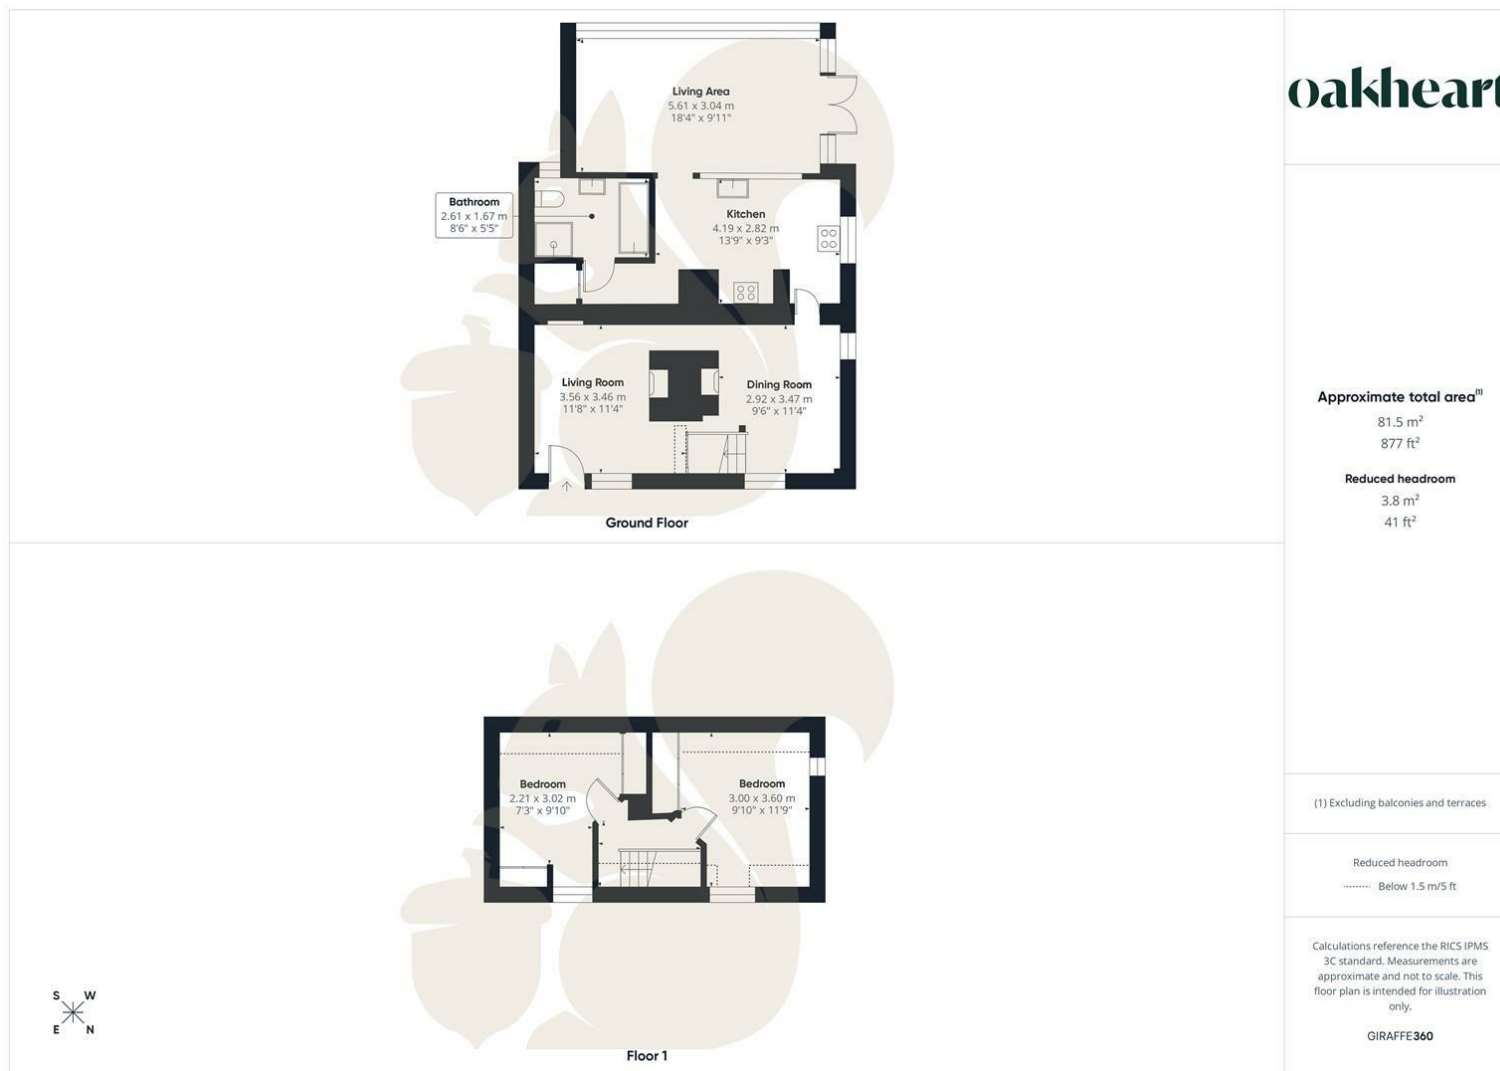 Living Area
5.61 x 3.04 m
18'4" x 9'11"
Bathroom
2.61 x 1.67 m
8'6" x 5'5"
Kitchen
4.19 x 2.82 m
13'9" x 9'3"
Living Room
3.56 x 3.46 m
11'8" x 11'4"
Dining Room
2.92 x 3.47 m
9'6" x 11'4"
Ground Floor
Bedroom
2.21 x 3.02 m
7'3" x 9'10"
Bedroom
3.00 x 3.60 m
9'10" x 11'9"
S W
E N
Floor 1
oakheart
Approximate total area(1)
81.5 m²
877 ft²
Reduced headroom
3.8 m²
41 ft²
(1) Excluding balconies and terraces
Reduced headroom
Below 1.5 m/5 ft
Calculations reference the RICS IPMS
3C standard. Measurements are
approximate and not to scale. This
floor plan is intended for illustration
only.
GIRAFFE360